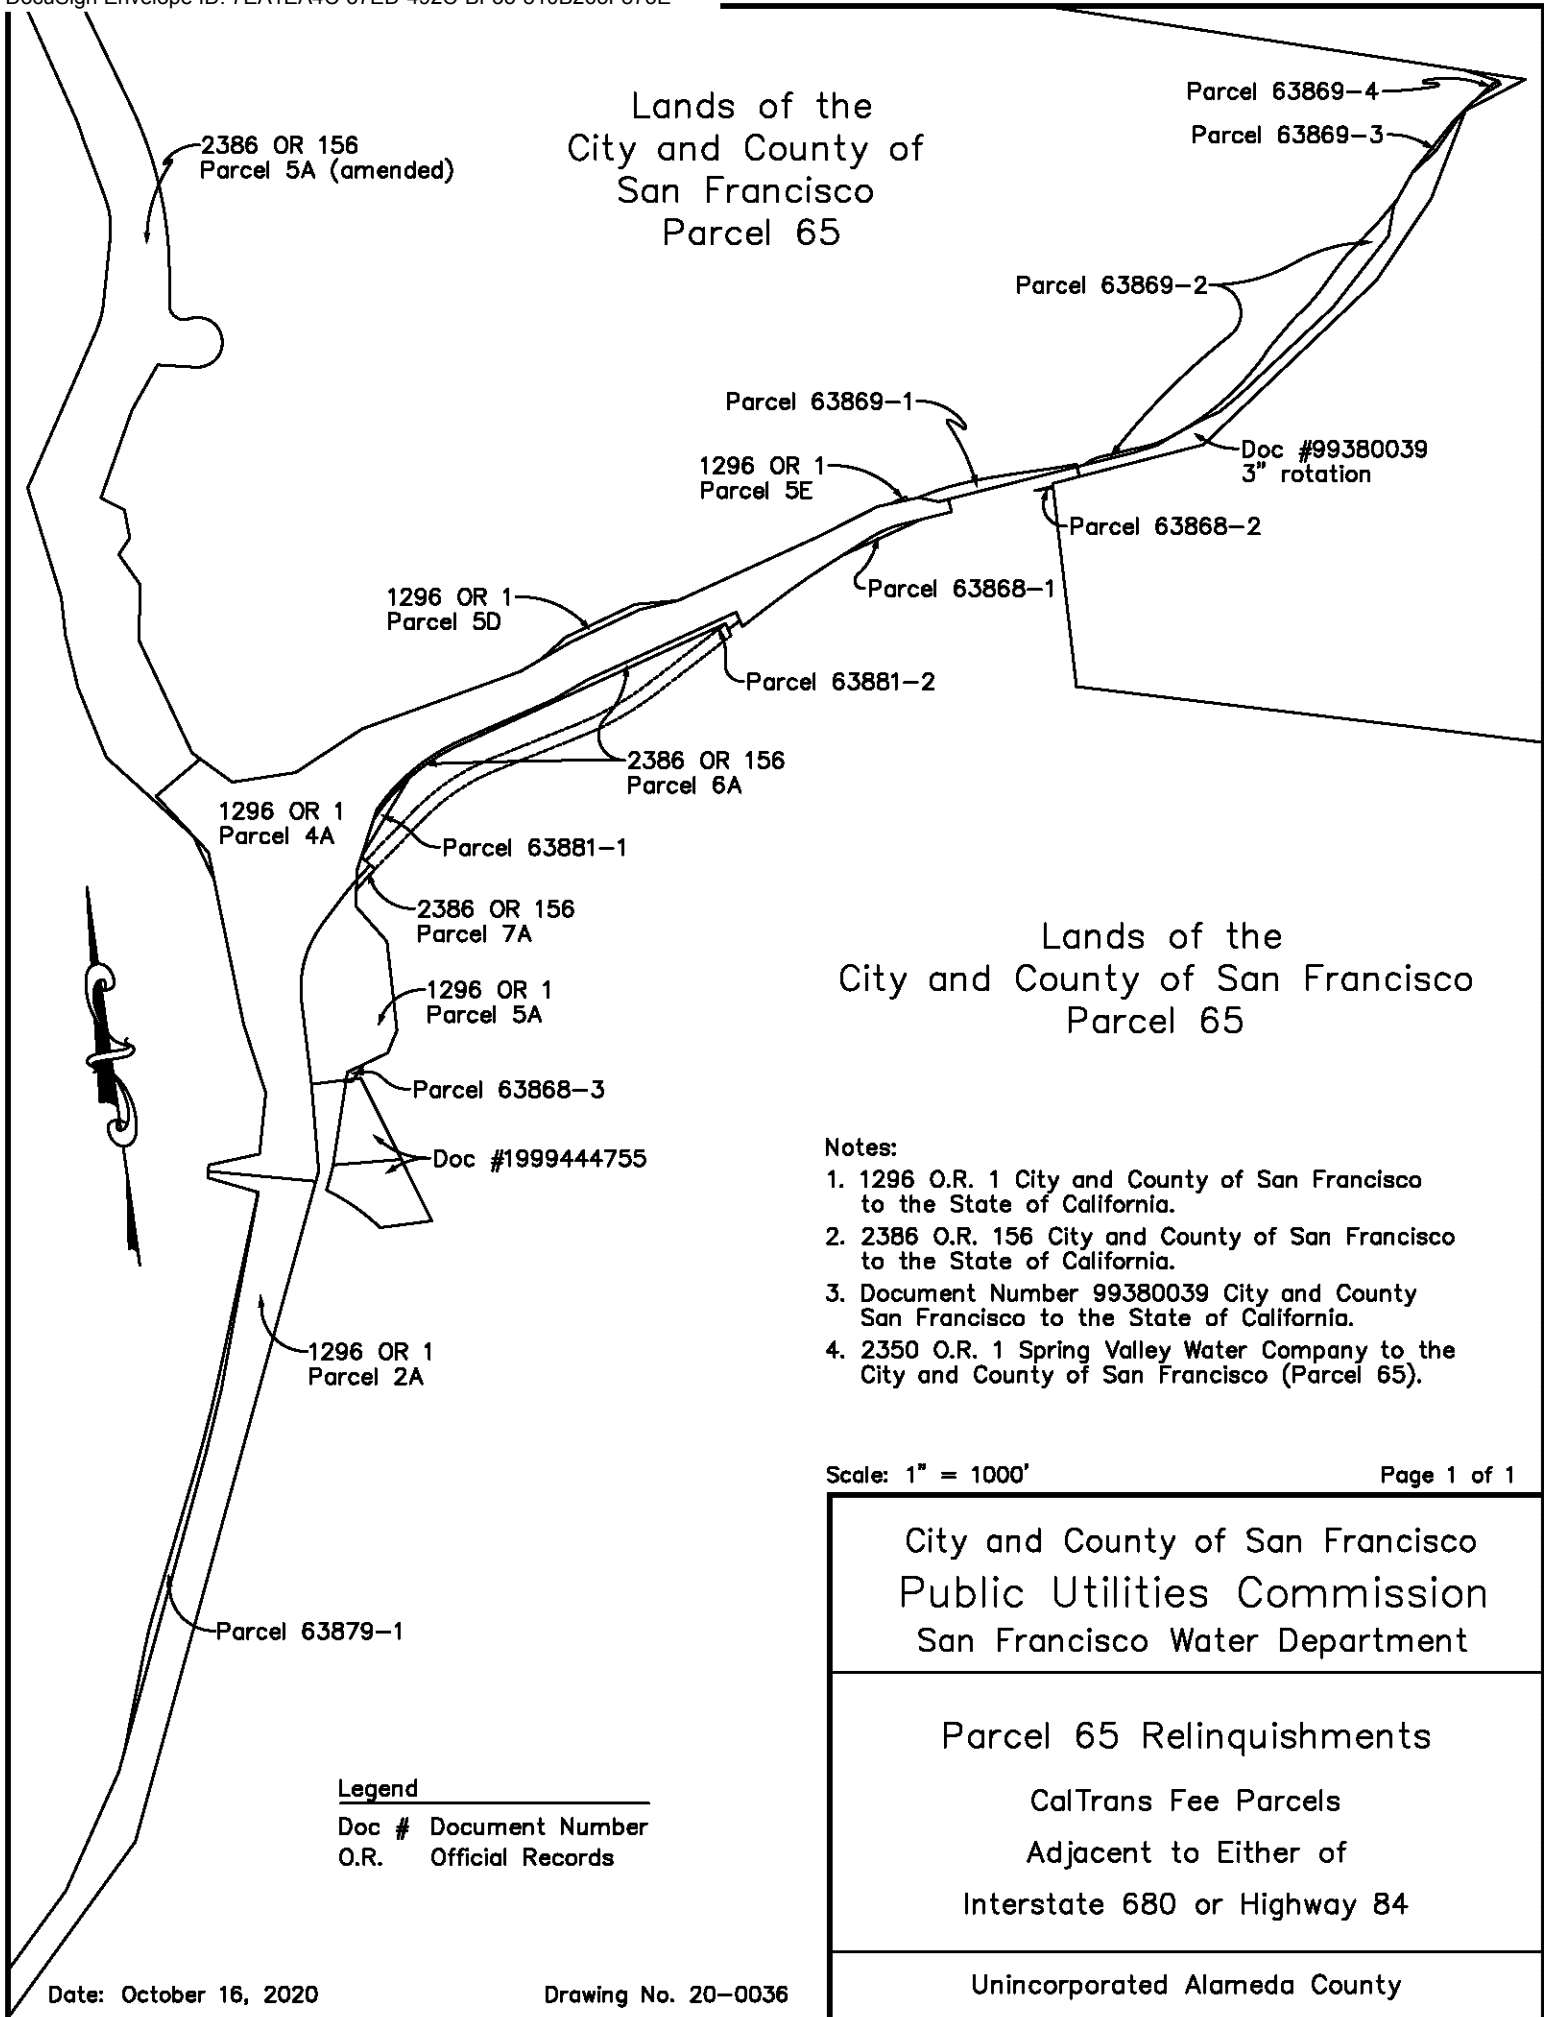 Lands of the
City and County of
San Francisco
Parcel 65
Parcel 63869-4
Parcel 63869-3
2386 OR 156
Parcel 5A (amended)
Parcel 63869-2
Parcel 63869-1
1296 OR 1
Parcel 5E
Doc #99380039
3" rotation
Parcel 63868-2
Parcel 63868-1
1296 OR 1
Parcel 5D
Parcel 63881-2
2386 OR 156
Parcel 6A
1296 OR 1
Parcel 4A
Parcel 63881-1
2386 OR 156
Parcel 7A
Lands of the
City and County of San Francisco
Parcel 65
1296 OR 1
Parcel 5A
Parcel 63868-3
Doc #1999444755
Notes:
1. 1296 O.R. 1 City and County of San Francisco
to the State of California.
2. 2386 O.R. 156 City and County of San Francisco
to the State of California.
3. Document Number 99380039 City and County
San Francisco to the State of California.
4. 2350 O.R. 1 Spring Valley Water Company to the
City and County of San Francisco (Parcel 65).
1296 OR 1
Parcel 2A
Scale: 1" = 1000'
Page 1 of 1
City and County of San Francisco
Public Utilities Commission
San Francisco Water Department
Parcel 63879-1
Parcel 65 Relinquishments
CalTrans Fee Parcels
Adjacent to Either of
Interstate 680 or Highway 84
Legend
Doc # Document Number
O.R. Official Records
Unincorporated Alameda County
Date: October 16, 2020
Drawing No. 20-0036